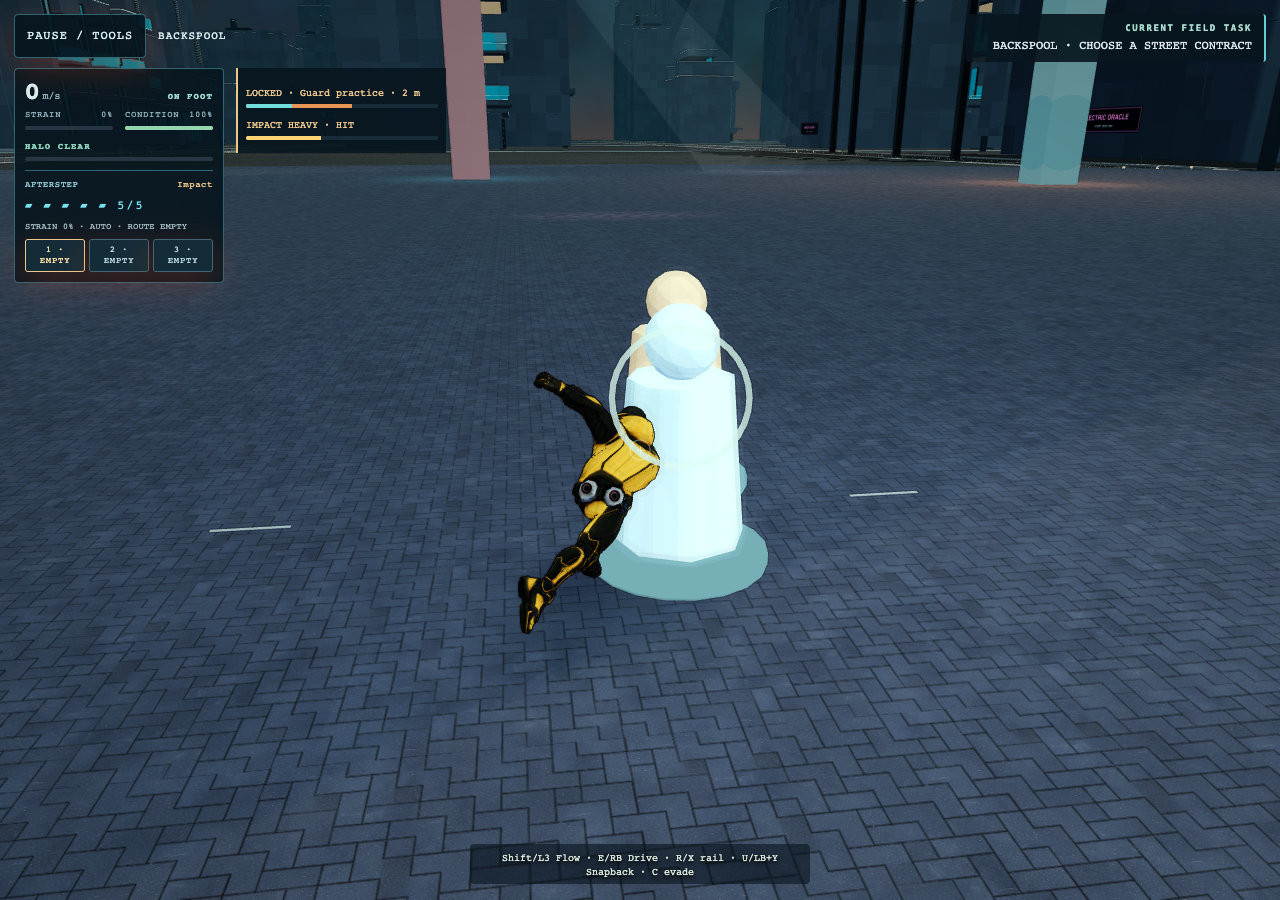 PAUSE / TOOLS
BACKSPOOL
CURRENT FIELD TASK
BACKSPOOL · CHOOSE A STREET CONTRACT
0 m/s
ON FOOT
STRAIN 0%
CONDITION 100%
HALO CLEAR
AFTERSTEP
Impact
5/5
STRAIN 0% · AUTO · ROUTE EMPTY
1 ·
EMPTY
2 ·
EMPTY
3 ·
EMPTY
LOCKED · Guard practice · 2 m
IMPACT HEAVY · HIT
ECTRIC ORACLE
Shift/L3 Flow · E/RB Drive · R/X rail · U/LB+Y
Snapback · C evade